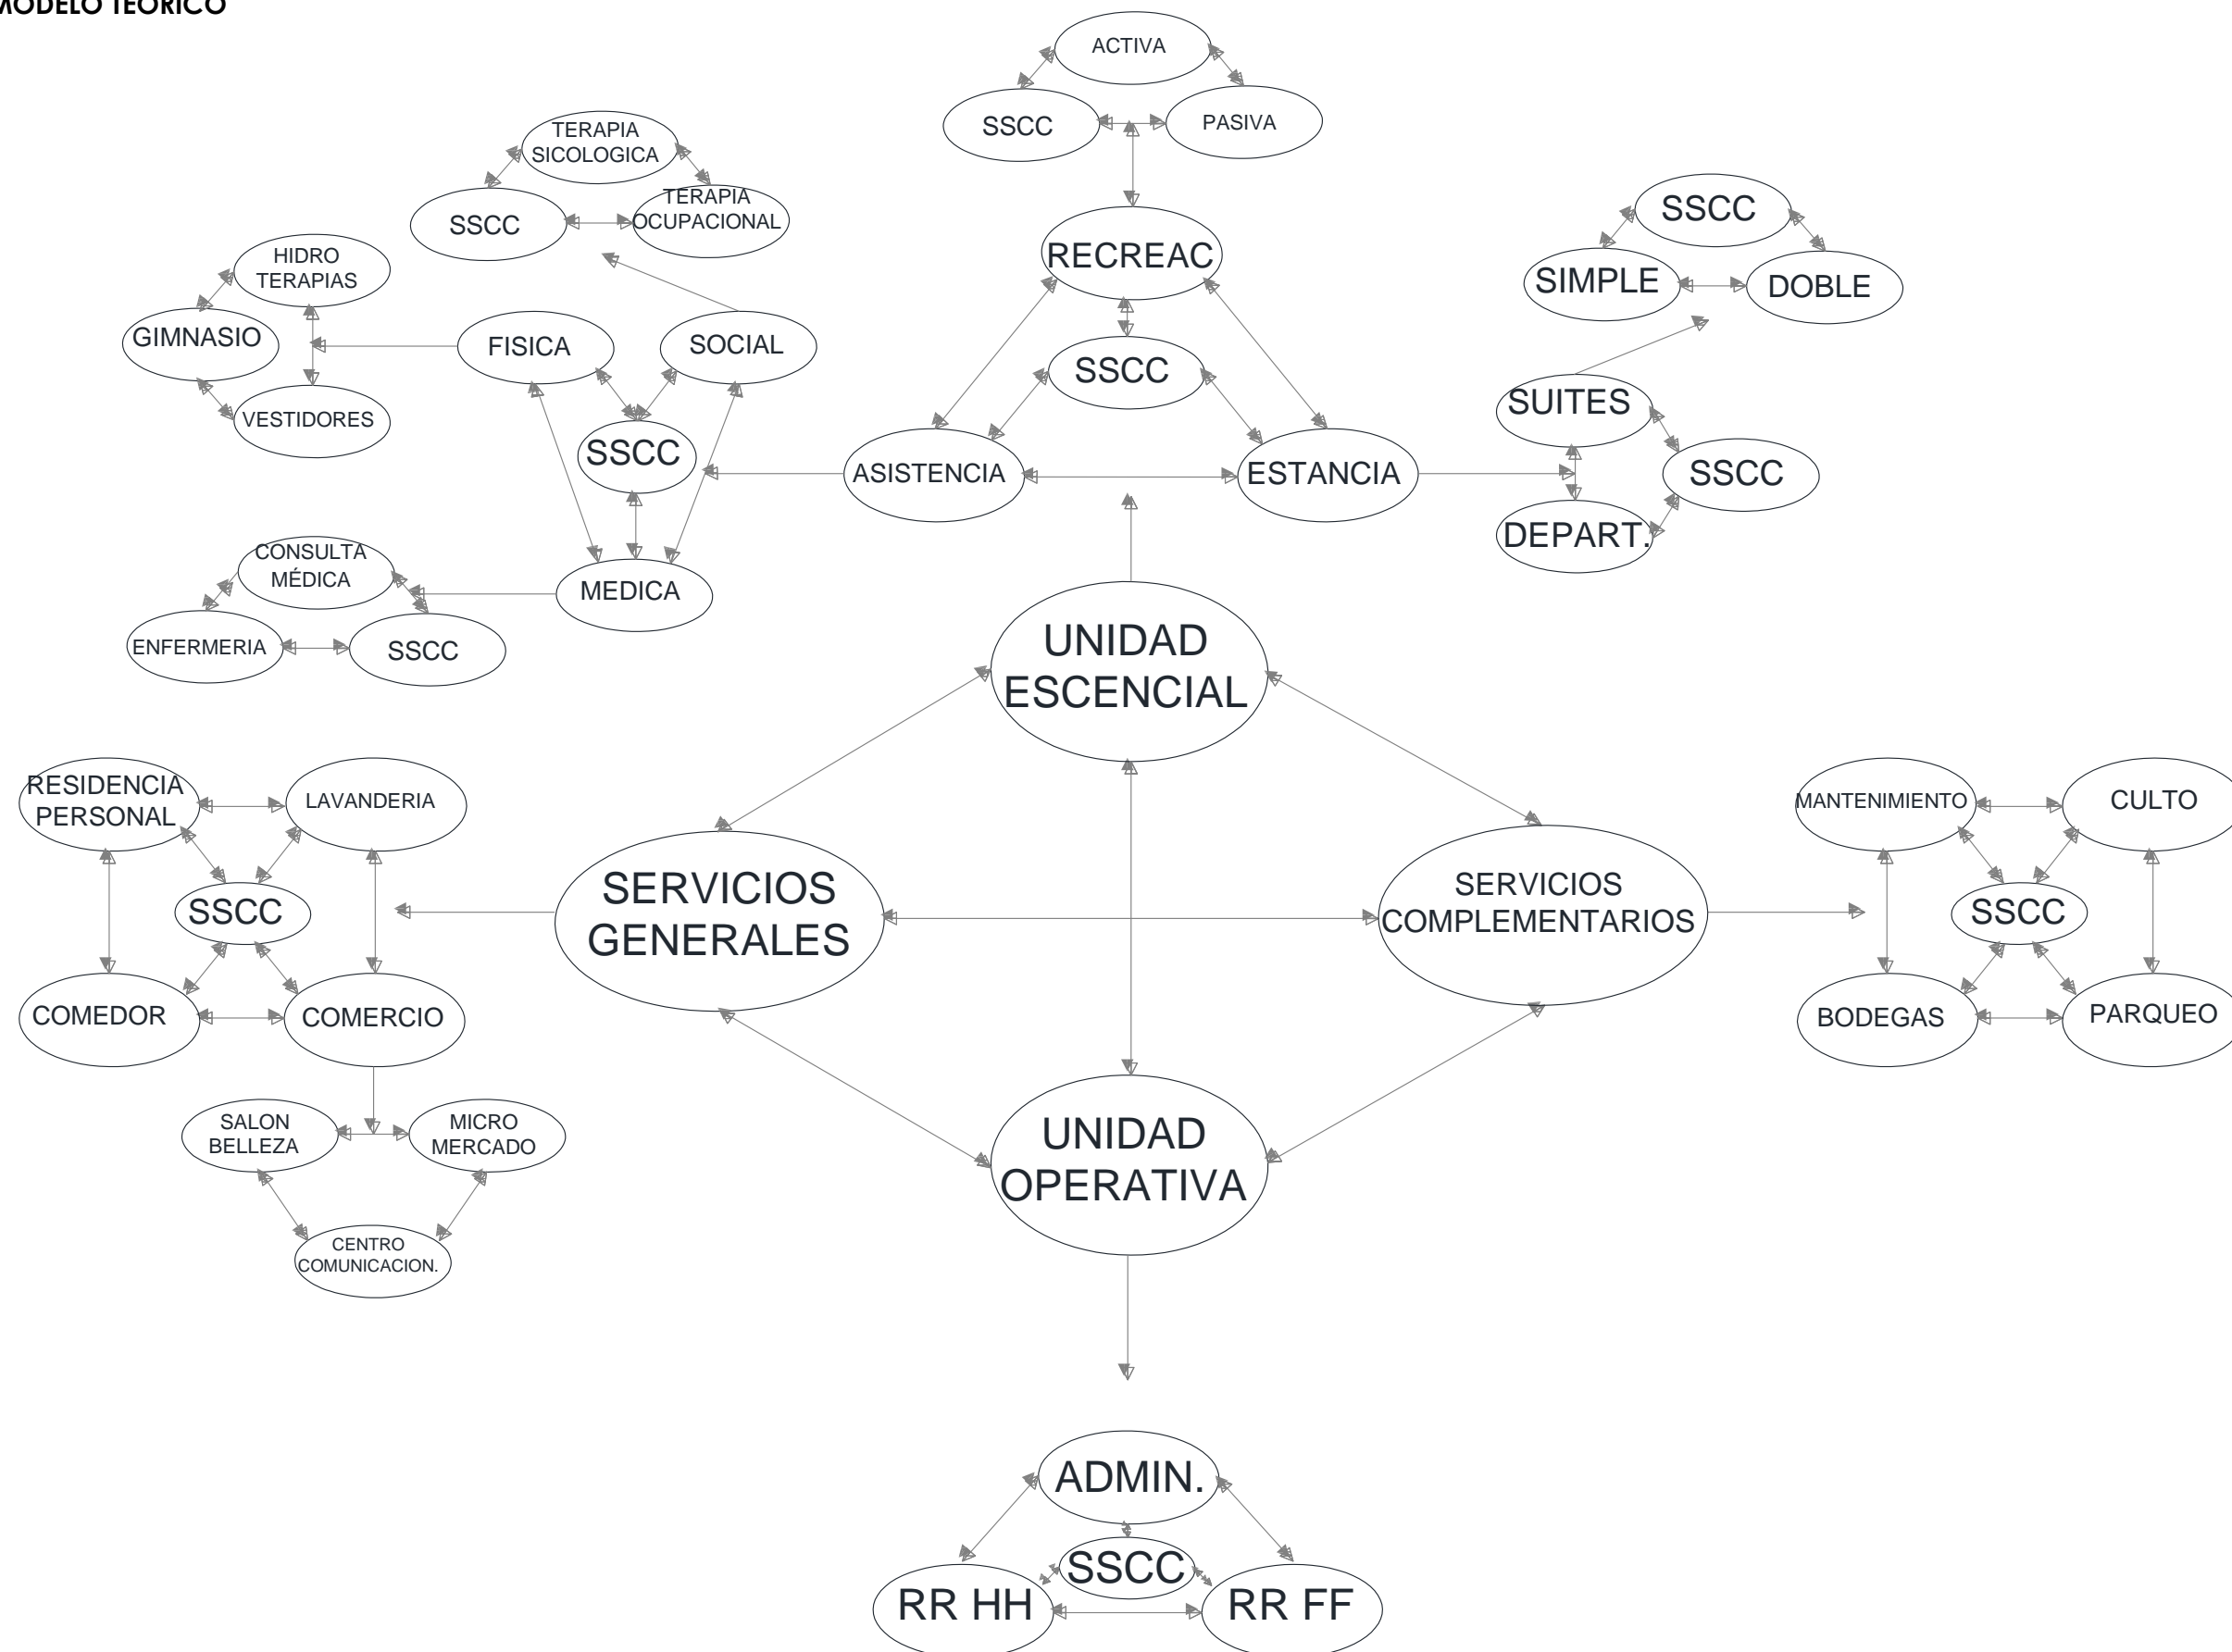 MODELO TEORICO
ACTIVA
SSCC
PASIVA
TERAPIA
SICOLOGICA
SSCC
TERAPIA
OCUPACIONAL
SSCC
SIMPLE
DOBLE
HIDRO
TERAPIAS
GIMNASIO
VESTIDORES
RECREAC
FISICA
SOCIAL
SSCC
SSCC
ASISTENCIA
ESTANCIA
SUITES
SSCC
DEPART.
CONSULTA
MÉDICA
ENFERMERIA
SSCC
MEDICA
UNIDAD
ESCENCIAL
RESIDENCIA
PERSONAL
LAVANDERIA
SSCC
COMEDOR
COMERCIO
SERVICIOS
GENERALES
SERVICIOS
COMPLEMENTARIOS
MANTENIMIENTO
CULTO
SSCC
BODEGAS
PARQUEO
SALON
BELLEZA
MICRO
MERCADO
CENTRO
COMUNICACION.
UNIDAD
OPERATIVA
ADMIN.
SSCC
RR HH
RR FF